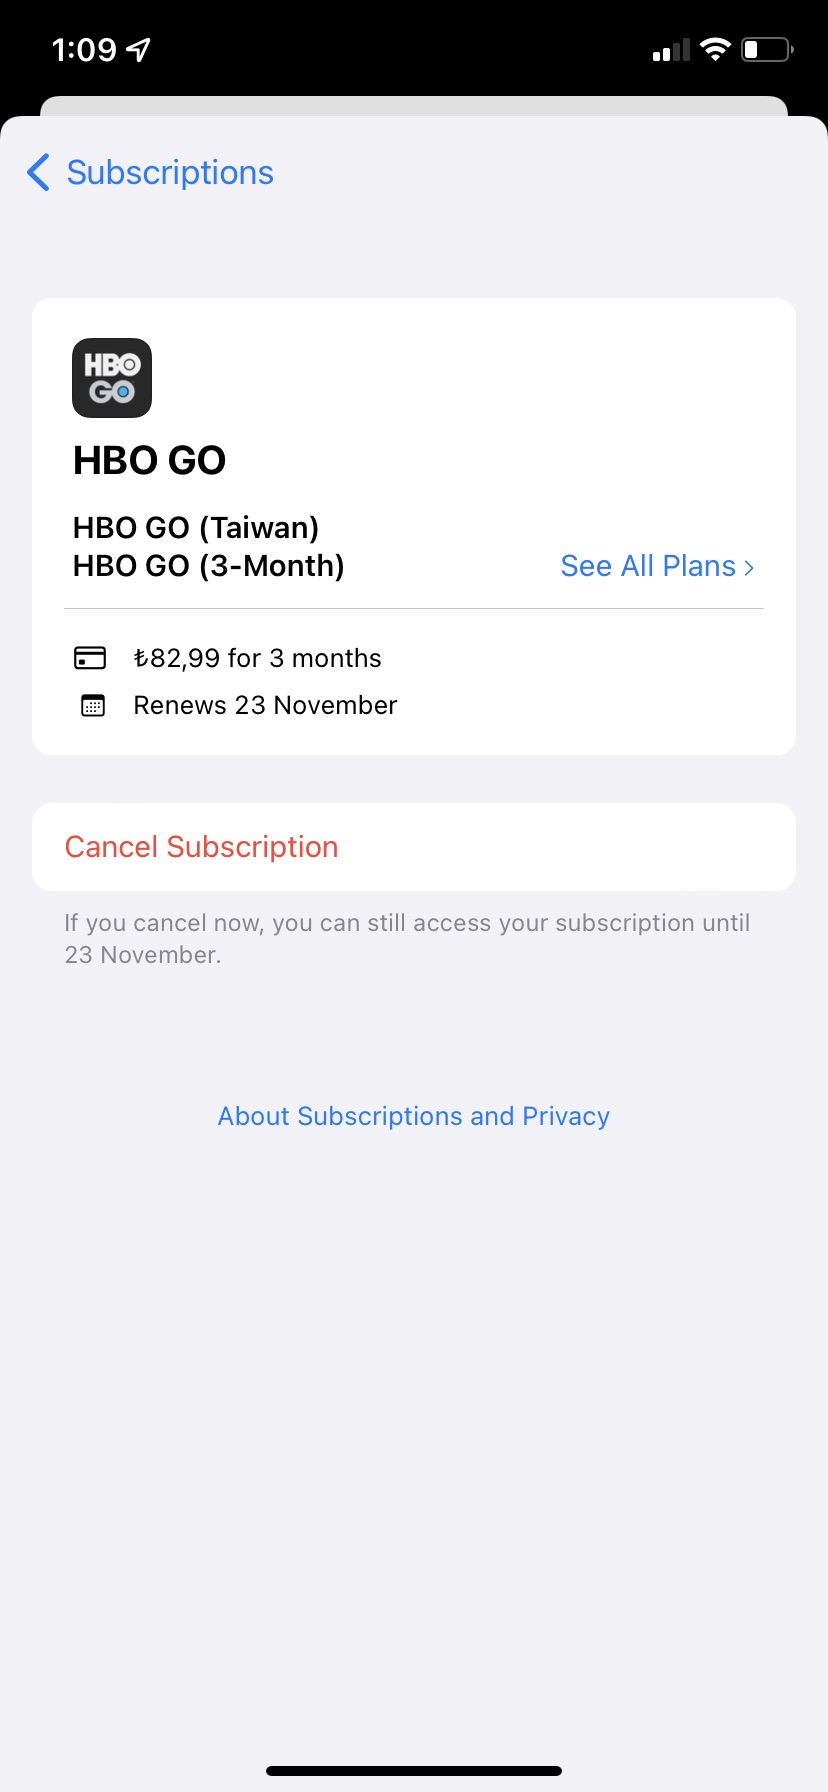 1:09
Subscriptions
HBO
GO
HBO GO
HBO GO (Taiwan)
HBO GO (3-Month)
See All Plans
₺82,99 for 3 months
Renews 23 November
Cancel Subscription
If you cancel now, you can still access your subscription until
23 November.
About Subscriptions and Privacy